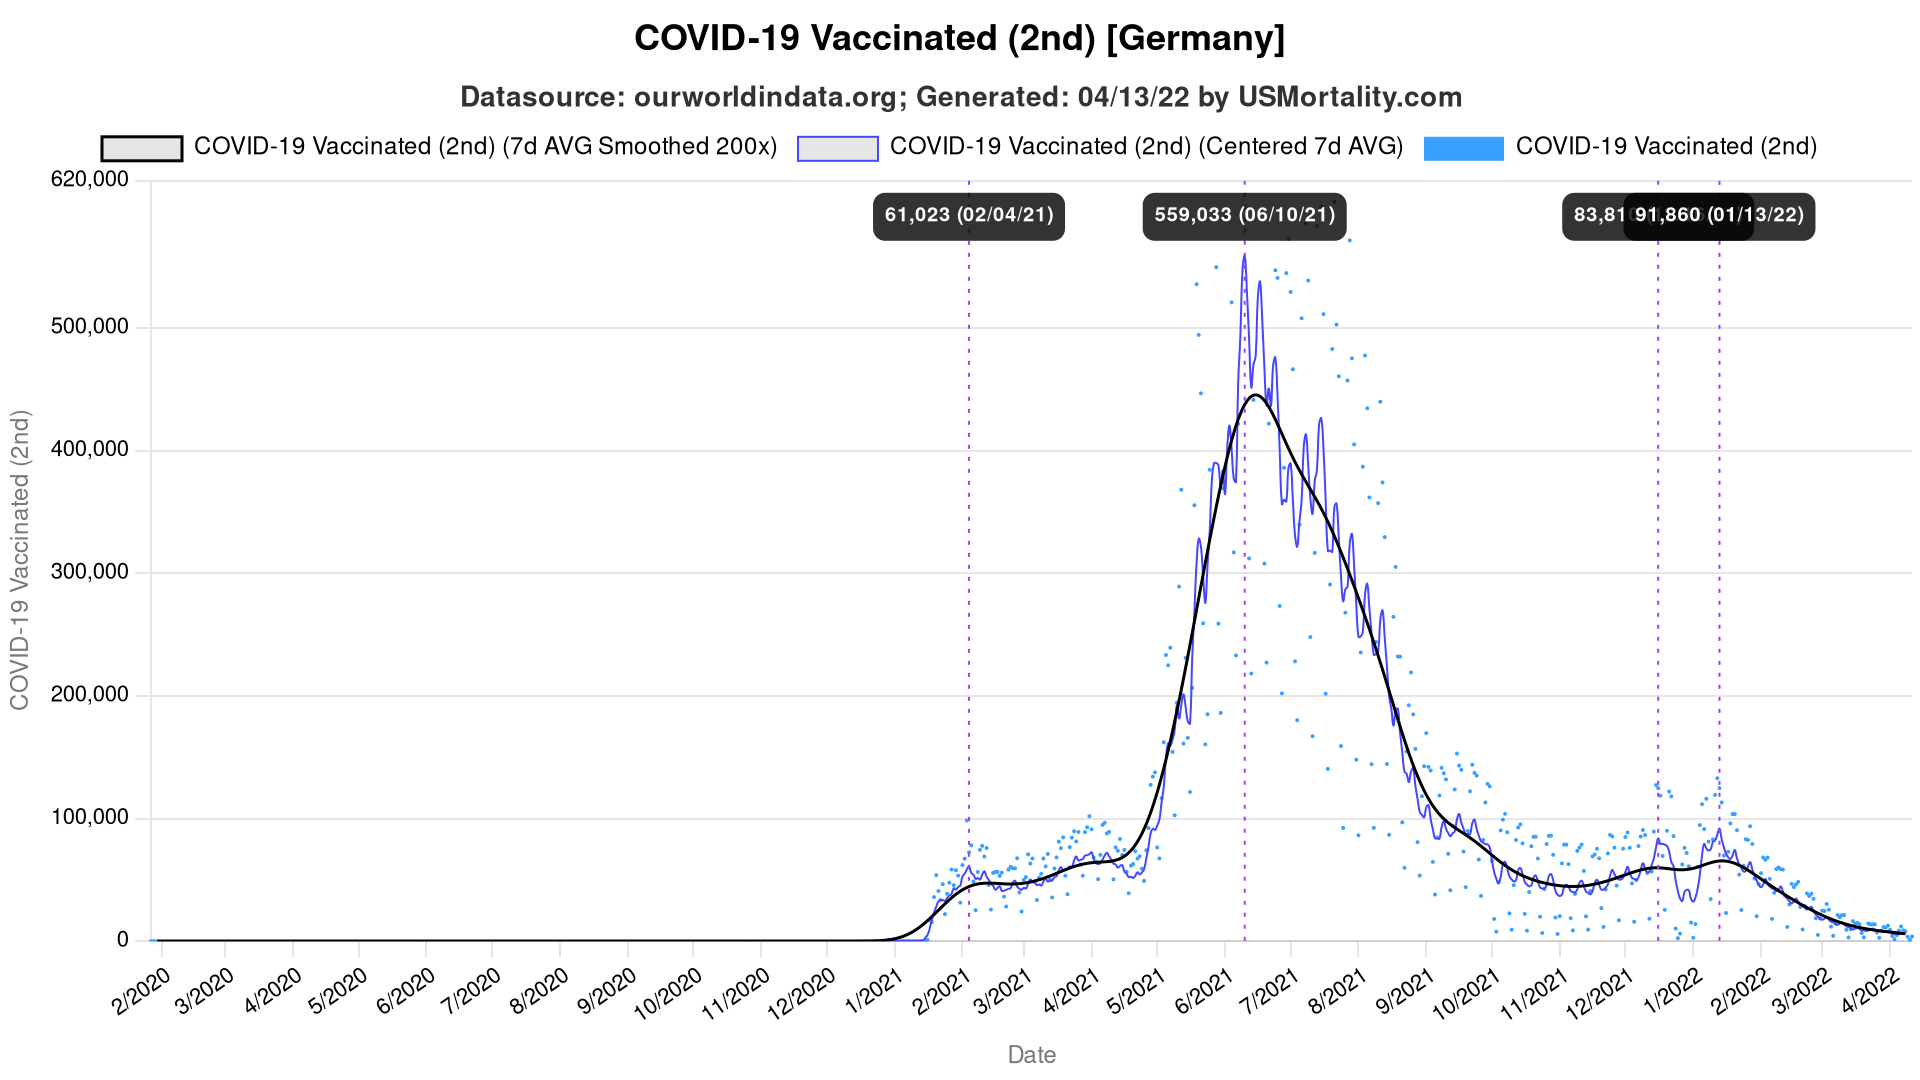 COVID-19 Vaccinated (2nd) [Germany]
Datasource: ourworldindata.org; Generated: 04/13/22 by USMortality.com
COVID-19 Vaccinated (2nd) (7d AVG Smoothed 200x) COVID-19 Vaccinated (2nd) (Centered 7d AVG) COVID-19 Vaccinated (2nd)
620,000
61,023 (02/04/21) 559,033 (06/10/21) 83,81 91,860 (01/13/22)
500,000
400,000
300,000
200,000
100,000
0
COVID-19 Vaccinated (2nd)
2/2020 3/2020 4/2020 5/2020 6/2020 7/2020 8/2020 9/2020 10/2020 11/2020 12/2020 1/2021 2/2021 3/2021 4/2021 5/2021 6/2021 7/2021 8/2021 9/2021 10/2021 11/2021 12/2021 1/2022 2/2022 3/2022 4/2022
Date